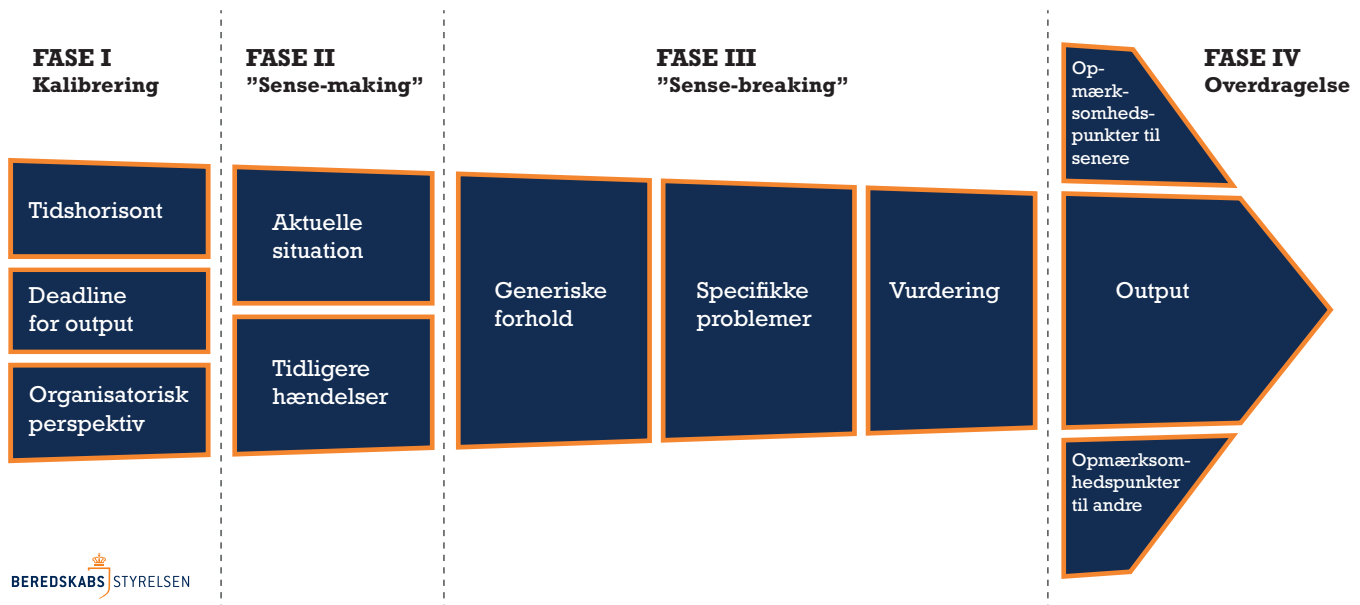 FASE I
Kalibrering
Tidshorisont
Deadline
for output
Organisatorisk
perspektiv
FASE II
”Sense-making”
Aktuelle
situation
Tidligere
hændelser
FASE III
”Sense-breaking”
Generiske
forhold
Specifikke
problemer
Vurdering
FASE IV
Overdragelse
Op-
mærk-
somheds-
punkter til
senere
Output
Opmærksom-
hedspunkter
til andre
BEREDSKABS STYRELSEN